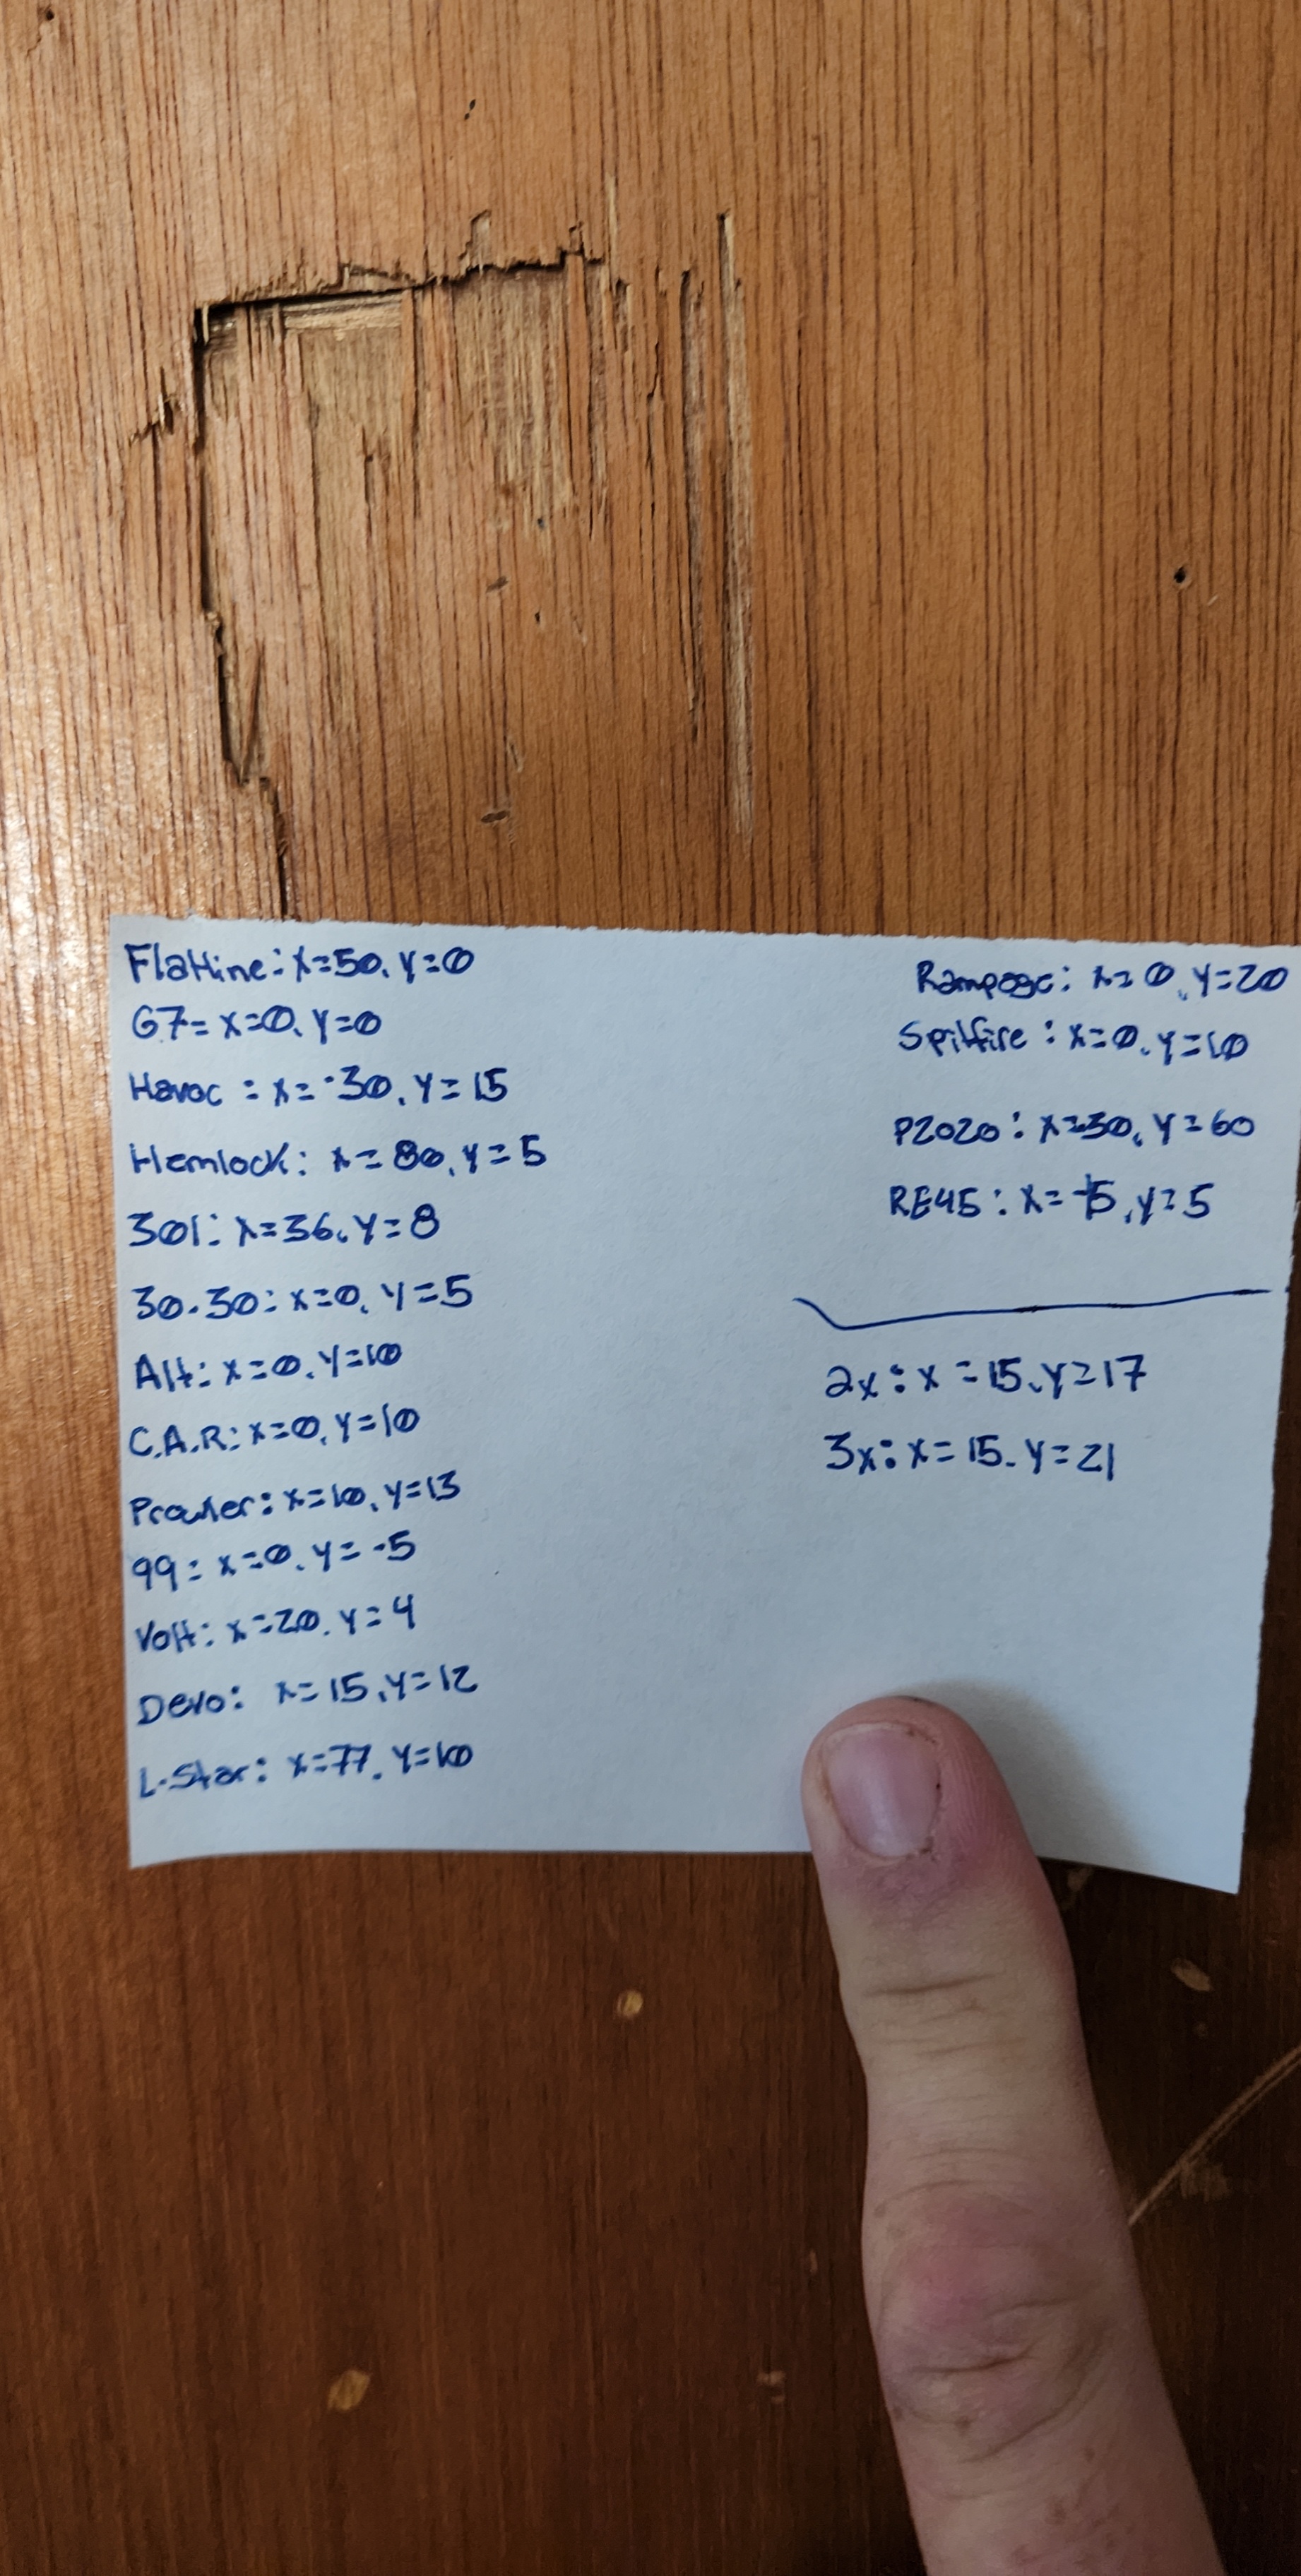 Flatline: x=50, y=0
G7= x=0, y=0
Havoc = x=-30, y=15
Hemlock: x=80, y=5
301: x=36, y=8
30-30: x=0, y=5
Alt: x=0, y=10
C.A.R: x=0, y=10
Prowler: x=10, y=13
99= x=0, y=-5
Volt: x=20, y=4
Devo: x=15, y=12
L-Star: x=77, y=10
Rampage: x=0, y=20
Spitfire: x=0, y=10
P2020: x=30, y=60
RE45: x= , y=5
2x: x=15, y=17
3x: x=15, y=21